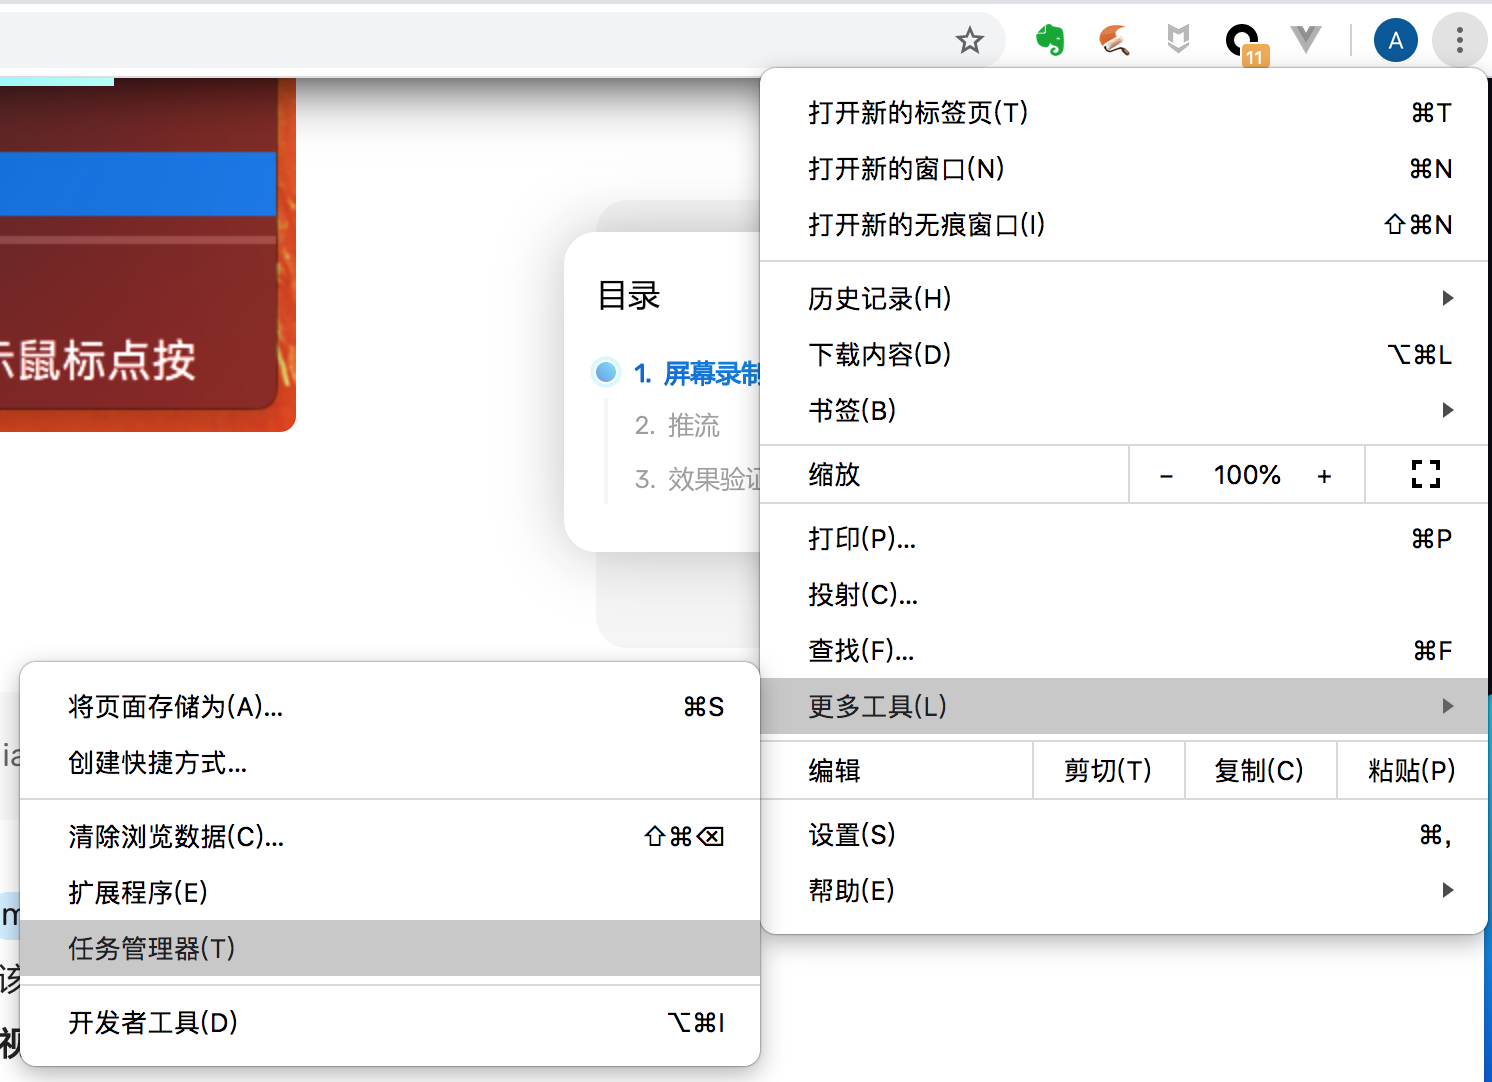 11
A
打开新的标签页(T) ⌘T
打开新的窗口(N) ⌘N
打开新的无痕窗口(I) ⇧⌘N
历史记录(H)
下载内容(D) ⌥⌘L
书签(B)
缩放 − 100% +
打印(P)... ⌘P
投射(C)...
查找(F)... ⌘F
更多工具(L)
编辑 剪切(T) 复制(C) 粘贴(P)
设置(S) ⌘,
帮助(E)
鼠标点按
目录
1. 屏幕录制
2. 推流
3. 效果验证
将页面存储为(A)... ⌘S
创建快捷方式...
清除浏览数据(C)... ⇧⌘⌫
扩展程序(E)
任务管理器(T)
开发者工具(D) ⌥⌘I